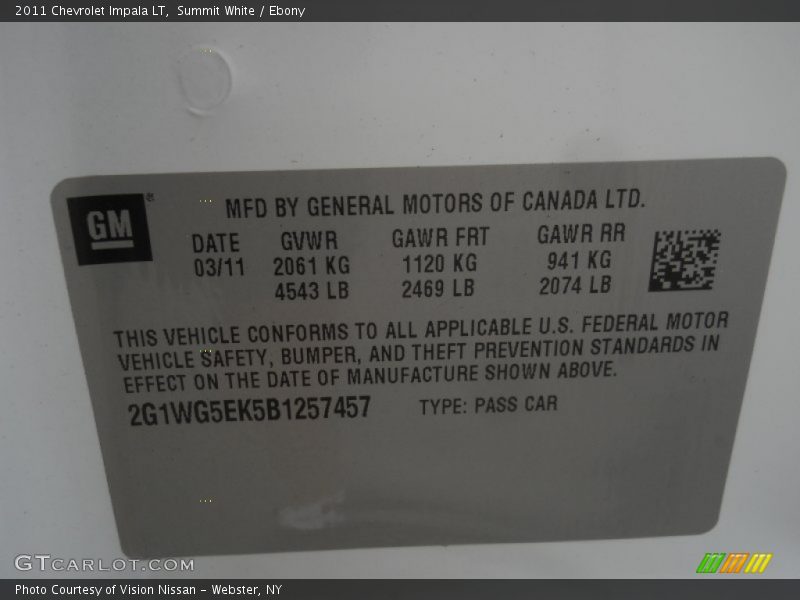 2011 Chevrolet Impala LT, Summit White / Ebony
GM®
MFD BY GENERAL MOTORS OF CANADA LTD.
DATE GVWR GAWR FRT GAWR RR
03/11 2061 KG 1120 KG 941 KG
4543 LB 2469 LB 2074 LB
THIS VEHICLE CONFORMS TO ALL APPLICABLE U.S. FEDERAL MOTOR
VEHICLE SAFETY, BUMPER, AND THEFT PREVENTION STANDARDS IN
EFFECT ON THE DATE OF MANUFACTURE SHOWN ABOVE.
2G1WG5EK5B1257457 TYPE: PASS CAR
GTCARLOT.COM
Photo Courtesy of Vision Nissan - Webster, NY